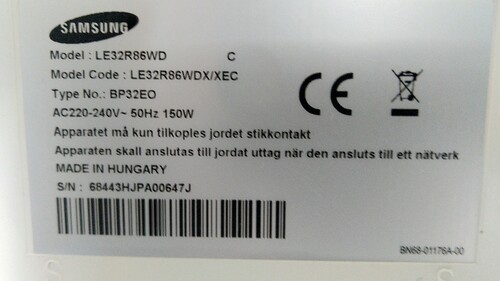 SAMSUNG
Model : LE32R86WD C
Model Code : LE32R86WDX/XEC
Type No.: BP32EO
AC220-240V~ 50Hz 150W
Apparatet må kun tilkoples jordet stikkontakt
Apparaten skall anslutas till jordat uttag när den ansluts till ett nätverk
MADE IN HUNGARY
S/N : 68443HJPA00647J
BN68-01176A-00
CE